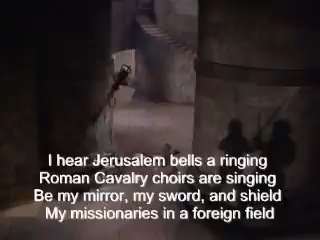 I hear Jerusalem bells a ringing
Roman Cavalry choirs are singing
Be my mirror, my sword, and shield
My missionaries in a foreign field